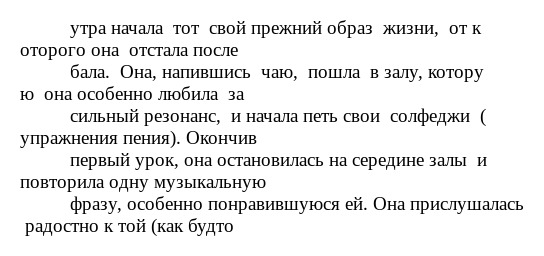 утра начала тот свой прежний образ жизни, от к
оторого она отстала после
бала. Она, напившись чаю, пошла в залу, котору
ю она особенно любила за
сильный резонанс, и начала петь свои солфеджи (
упражнения пения). Окончив
первый урок, она остановилась на середине залы и
повторила одну музыкальную
фразу, особенно понравившуюся ей. Она прислушалась
радостно к той (как будто